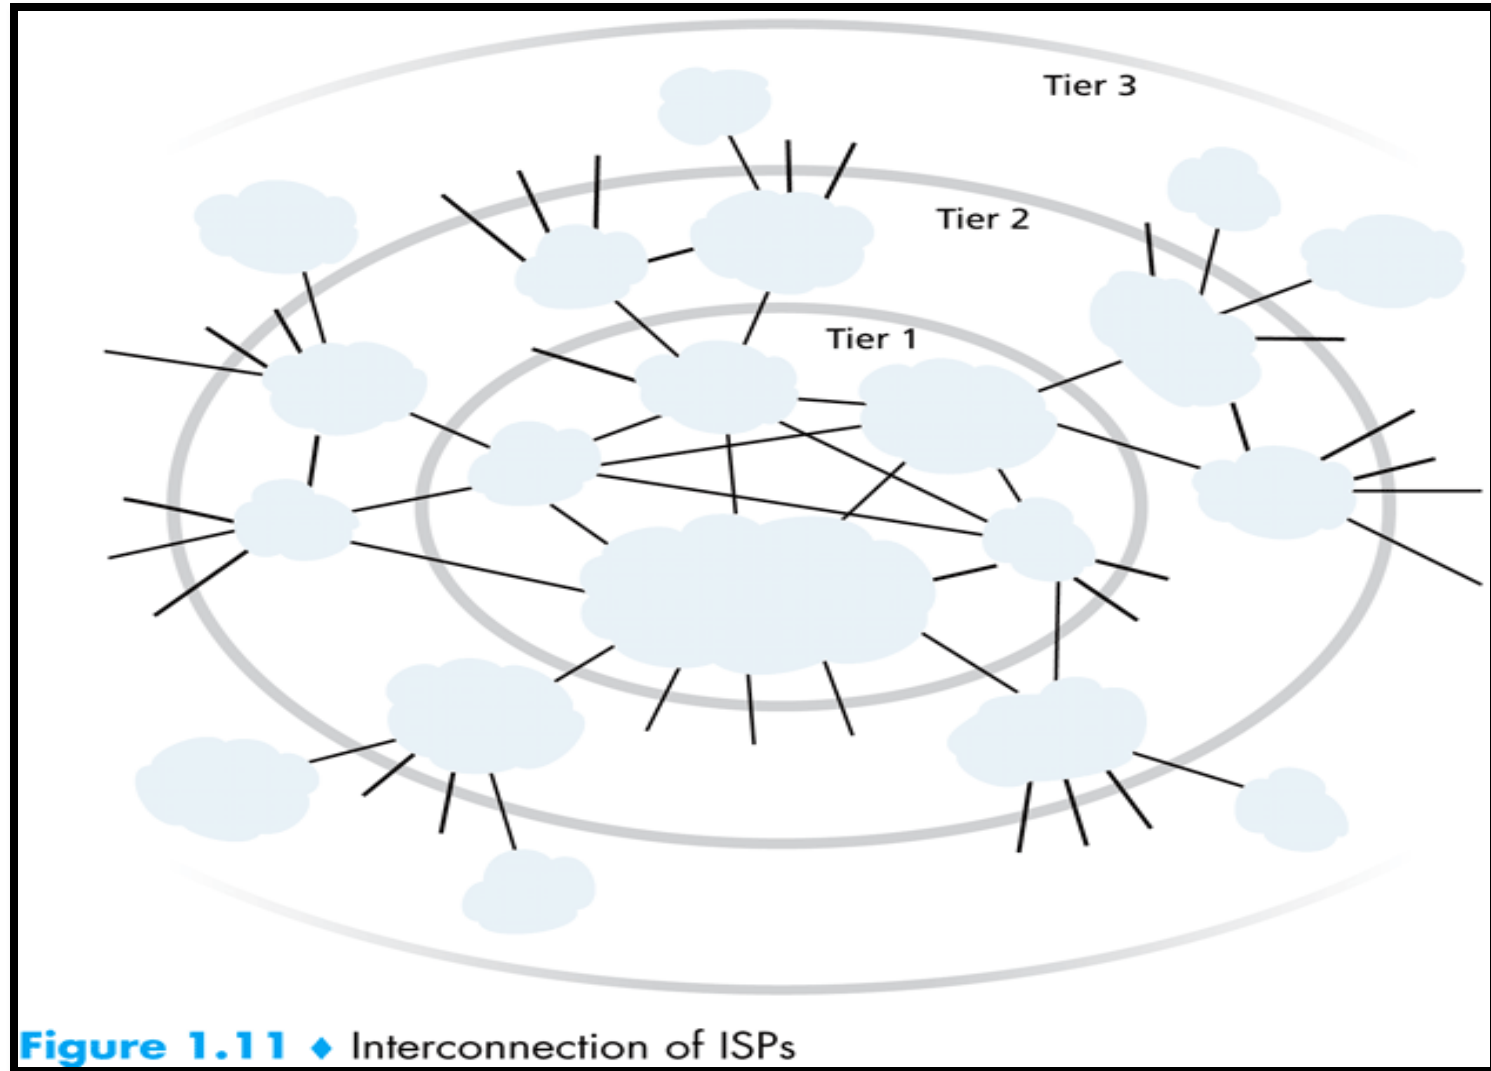 Tier 3
Tier 2
Tier 1
Figure 1.11 ◆ Interconnection of ISPs